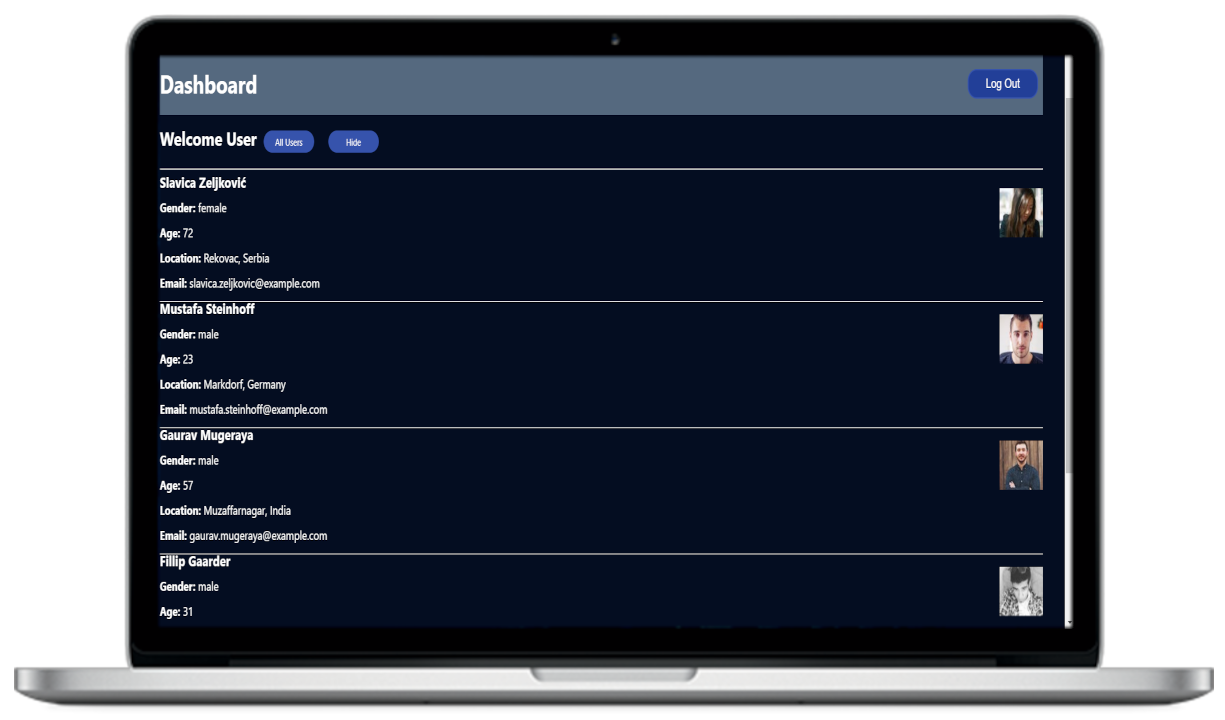 Dashboard
Log Out
Welcome User
All Users
Hide
Slavica Zeljković
Gender: female
Age: 72
Location: Rekovac, Serbia
Email: slavica.zeljkovic@example.com
Mustafa Steinhoff
Gender: male
Age: 23
Location: Markdorf, Germany
Email: mustafa.steinhoff@example.com
Gaurav Mugeraya
Gender: male
Age: 57
Location: Muzaffarnagar, India
Email: gaurav.mugeraya@example.com
Fillip Gaarder
Gender: male
Age: 31